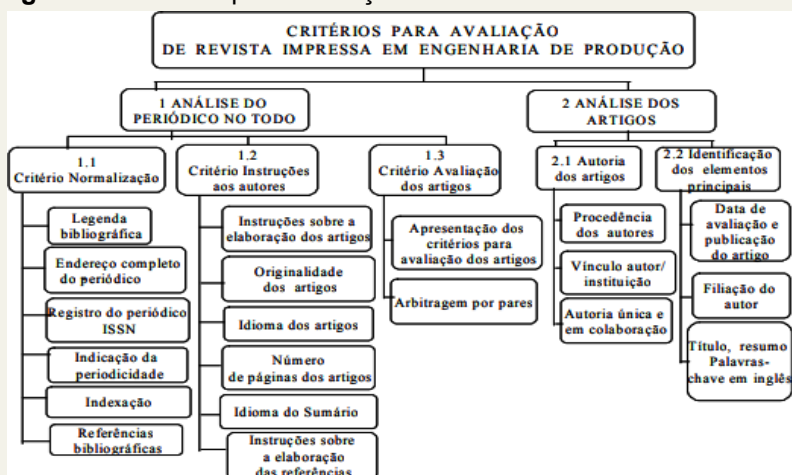 CRITÉRIOS PARA AVALIAÇÃO
DE REVISTA IMPRESSA EM ENGENHARIA DE PRODUÇÃO
1 ANÁLISE DO
PERIÓDICO NO TODO
2 ANÁLISE DOS
ARTIGOS
1.1
Critério Normalização
Legenda
bibliográfica
Endereço completo
do periódico
Registro do periódico
ISSN
Indicação da
periodicidade
Indexação
Referências
bibliográficas
1.2
Critério Instruções
aos autores
Instruções sobre a
elaboração dos artigos
Originalidade
dos artigos
Idioma dos artigos
Número
de páginas dos artigos
Idioma do Sumário
Instruções sobre
a elaboração
das referências
1.3
Critério Avaliação
dos artigos
Apresentação dos
critérios para
avaliação dos artigos
Arbitragem por pares
2.1 Autoria
dos artigos
Procedência
dos autores
Vínculo autor/
instituição
Autoria única e
em colaboração
2.2 Identificação
dos elementos
principais
Data de
avaliação e
publicação
do artigo
Filiação do
autor
Título, resumo
Palavras-
chave em inglês